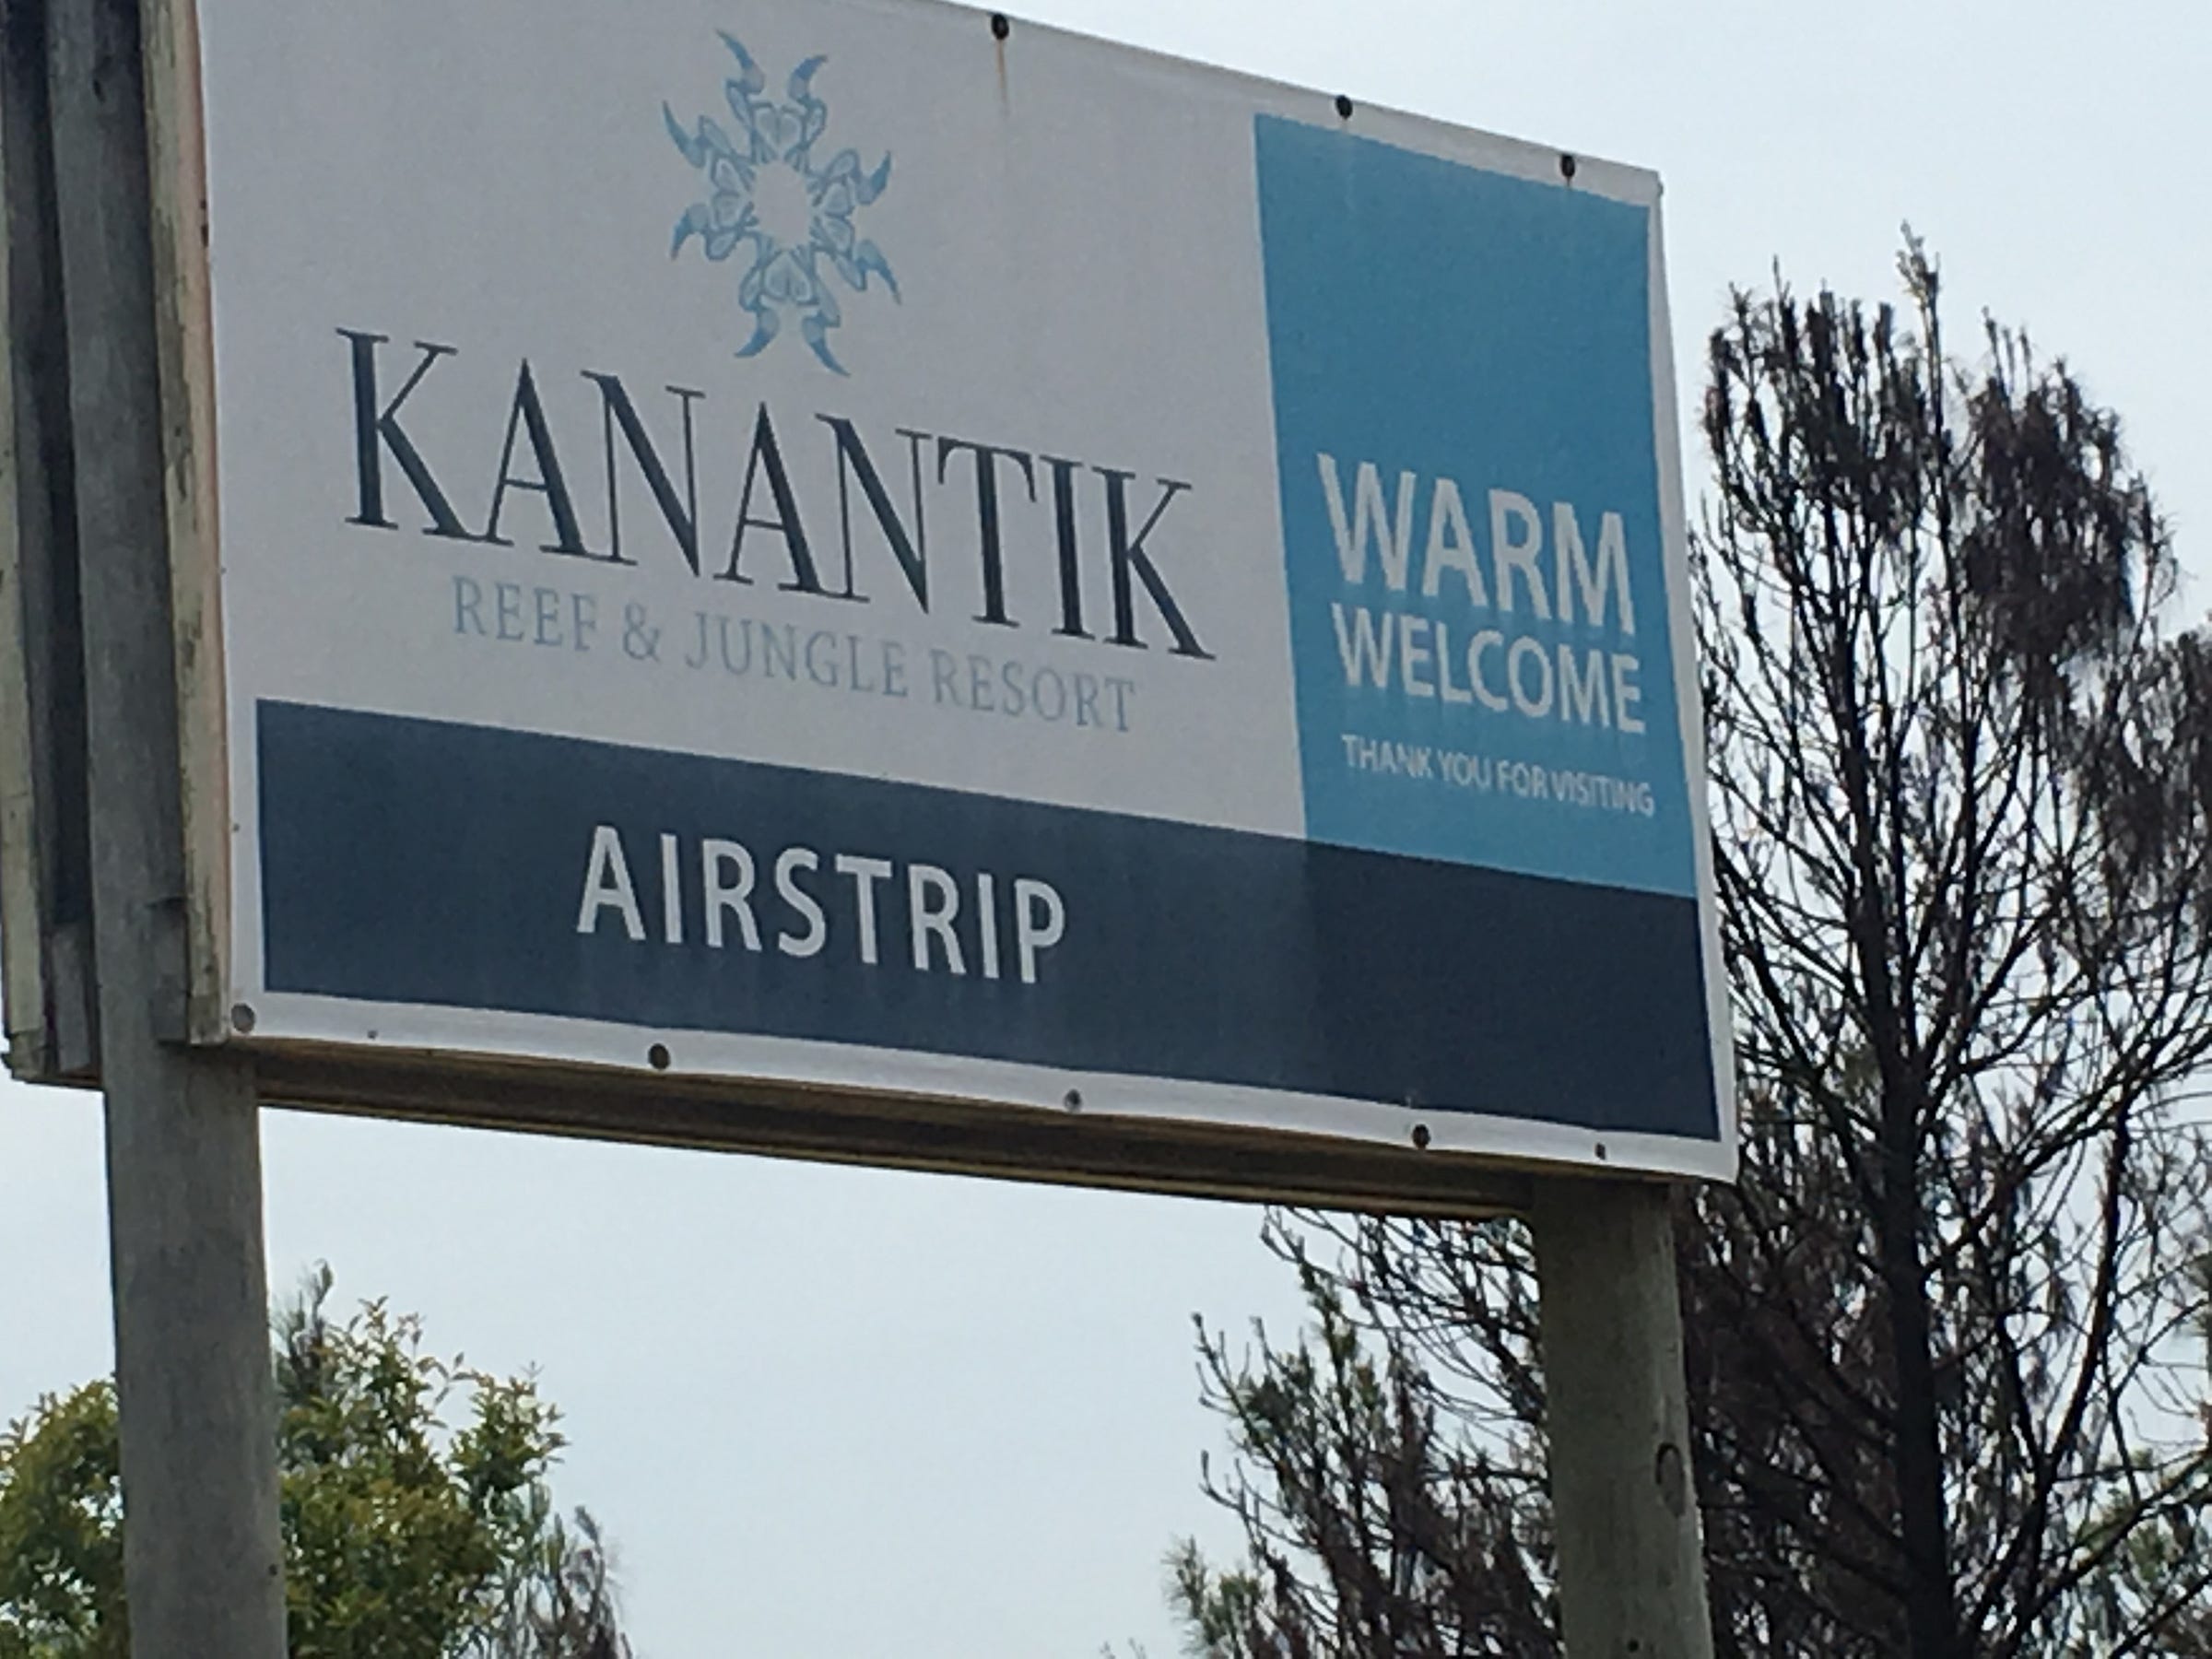 KANANTIK
REEF & JUNGLE RESORT
WARM
WELCOME
THANK YOU FOR VISITING
AIRSTRIP